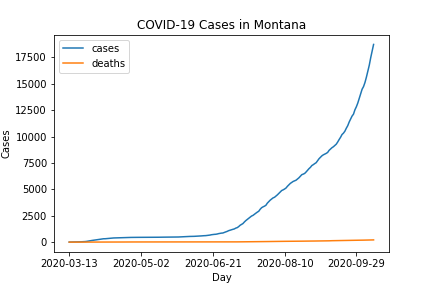 COVID-19 Cases in Montana
cases
deaths
Cases
17500
15000
12500
10000
7500
5000
2500
0
2020-03-13 2020-05-02 2020-06-21 2020-08-10 2020-09-29
Day